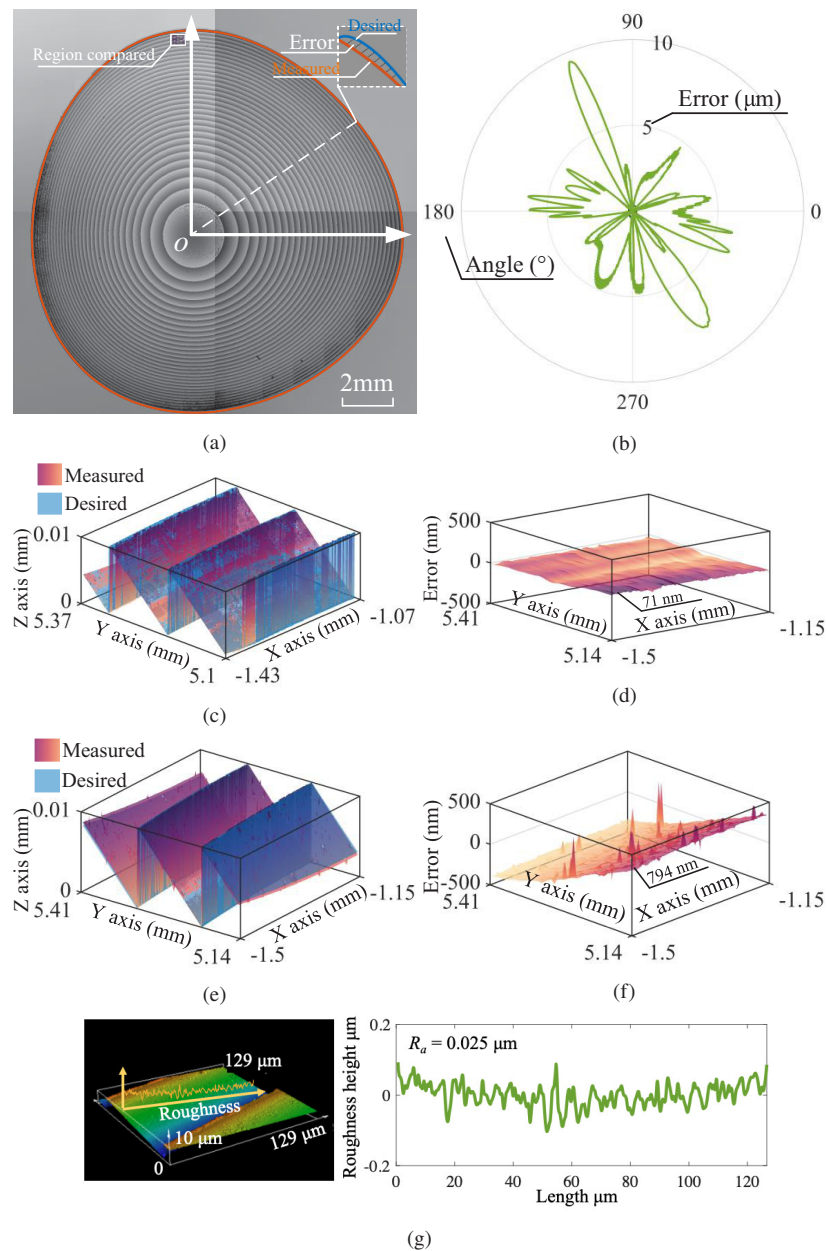 Region compared
Desired
Error
Measured
O
2mm
(a)
90
10
5
Error (μm)
180
0
Angle (°)
270
(b)
Measured
Desired
0.01
Z axis (mm)
0
5.37
Y axis (mm)
5.1
-1.43
X axis (mm)
-1.07
(c)
500
0
-500
Error (nm)
5.41
Y axis (mm)
71 nm
X axis (mm)
5.14
-1.5
-1.15
(d)
Measured
Desired
0.01
Z axis (mm)
0
5.41
Y axis (mm)
5.14
-1.5
X axis (mm)
-1.15
(e)
500
0
-500
Error (nm)
5.41
Y axis (mm)
794 nm
X axis (mm)
5.14
-1.5
-1.15
(f)
129 μm
Roughness
10 μm
0
129 μm
Roughness height μm
0.2
0
-0.2
Ra = 0.025 μm
0 20 40 60 80 100 120
Length μm
(g)